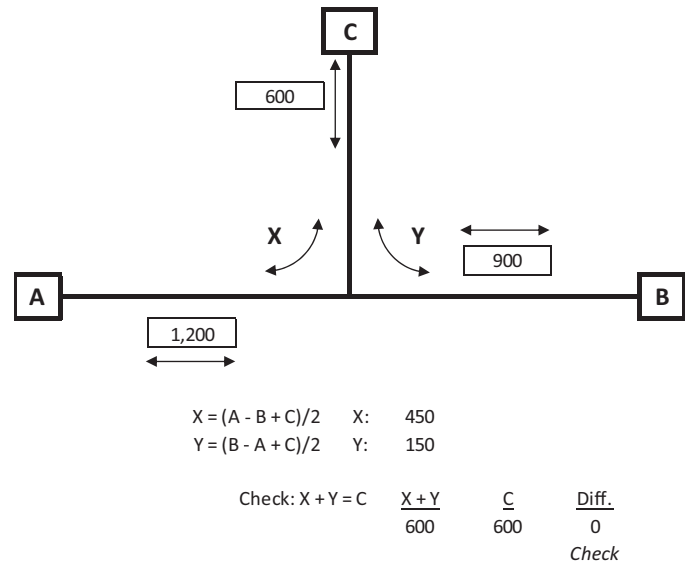 C
600
X Y
900
A B
1,200
X = (A - B + C)/2 X: 450
Y = (B - A + C)/2 Y: 150
Check: X + Y = C X + Y C Diff.
600 600 0
Check